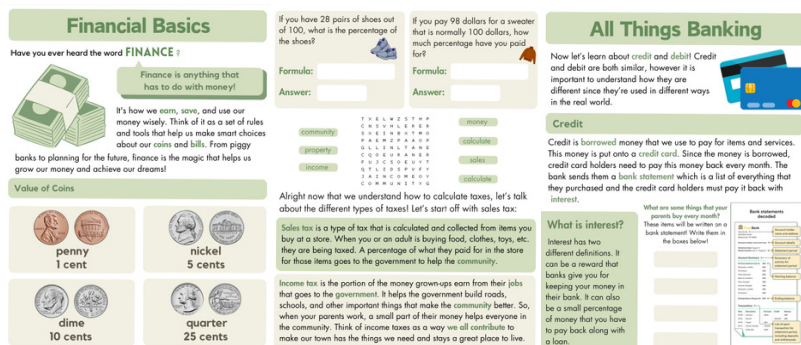 Financial Basics
Have you ever heard the word FINANCE ?
Finance is anything that
has to do with money!
It's how we earn, save, and use our
money wisely. Think of it as a set of rules
and tools that help us make smart choices
about our coins and bills. From piggy
banks to planning for the future, finance is the magic that helps us
grow our money and achieve our dreams!
Value of Coins
penny
1 cent
nickel
5 cents
dime
10 cents
quarter
25 cents
If you have 28 pairs of shoes out
of 100, what is the percentage of
the shoes?
Formula:
Answer:
If you pay 98 dollars for a sweater
that is normally 100 dollars, how
much percentage have you paid
for?
Formula:
Answer:
community
property
income
money
calculate
sales
calculate
Alright now that we understand how to calculate taxes, let's talk
about the different types of taxes! Let's start off with sales tax:
Sales tax is a type of tax that is calculated and collected from items you
buy at a store. When you or an adult is buying food, clothes, toys, etc.
they are being taxed. A percentage of what they paid for in the store
for those items goes to the government to help the community.
Income tax is the portion of the money grown-ups earn from their jobs
that goes to the government. It helps the government build roads,
schools, and other important things that make the community better. So,
when your parents work, a small part of their money helps everyone in
the community. Think of income taxes as a way we all contribute to
make our town has the things we need and stays a great place to live.
All Things Banking
Now let's learn about credit and debit! Credit
and debit are both similar, however it is
important to understand how they are
different since they're used in different ways
in the real world.
Credit
Credit is borrowed money that we use to pay for items and services.
This money is put onto a credit card. Since the money is borrowed,
credit card holders need to pay this money back every month. The
bank sends them a bank statement which is a list of everything that
they purchased and the credit card holders must pay it back with
interest.
What is interest?
Interest has two
different definitions. It
can be a reward that
banks give you for
keeping your money in
their bank. It can also
be a small percentage
of money that you have
to pay back along with
a loan.
What are some things that your
parents buy every month?
These items will be written on a
bank statement! Write them in
the boxes below!
Bank statements
decoded